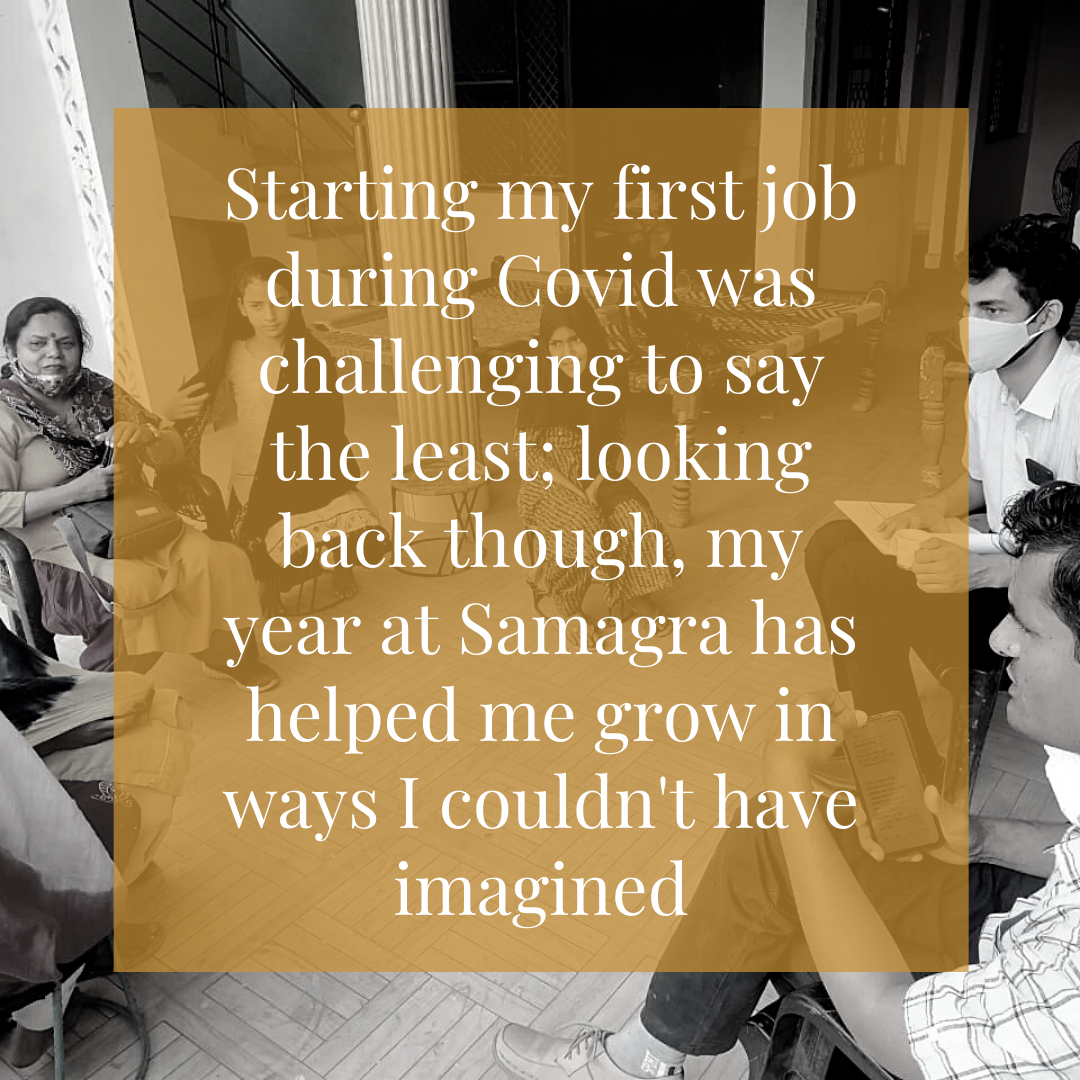 Starting my first job
during Covid was
challenging to say
the least; looking
back though, my
year at Samagra has
helped me grow in
ways I couldn't have
imagined